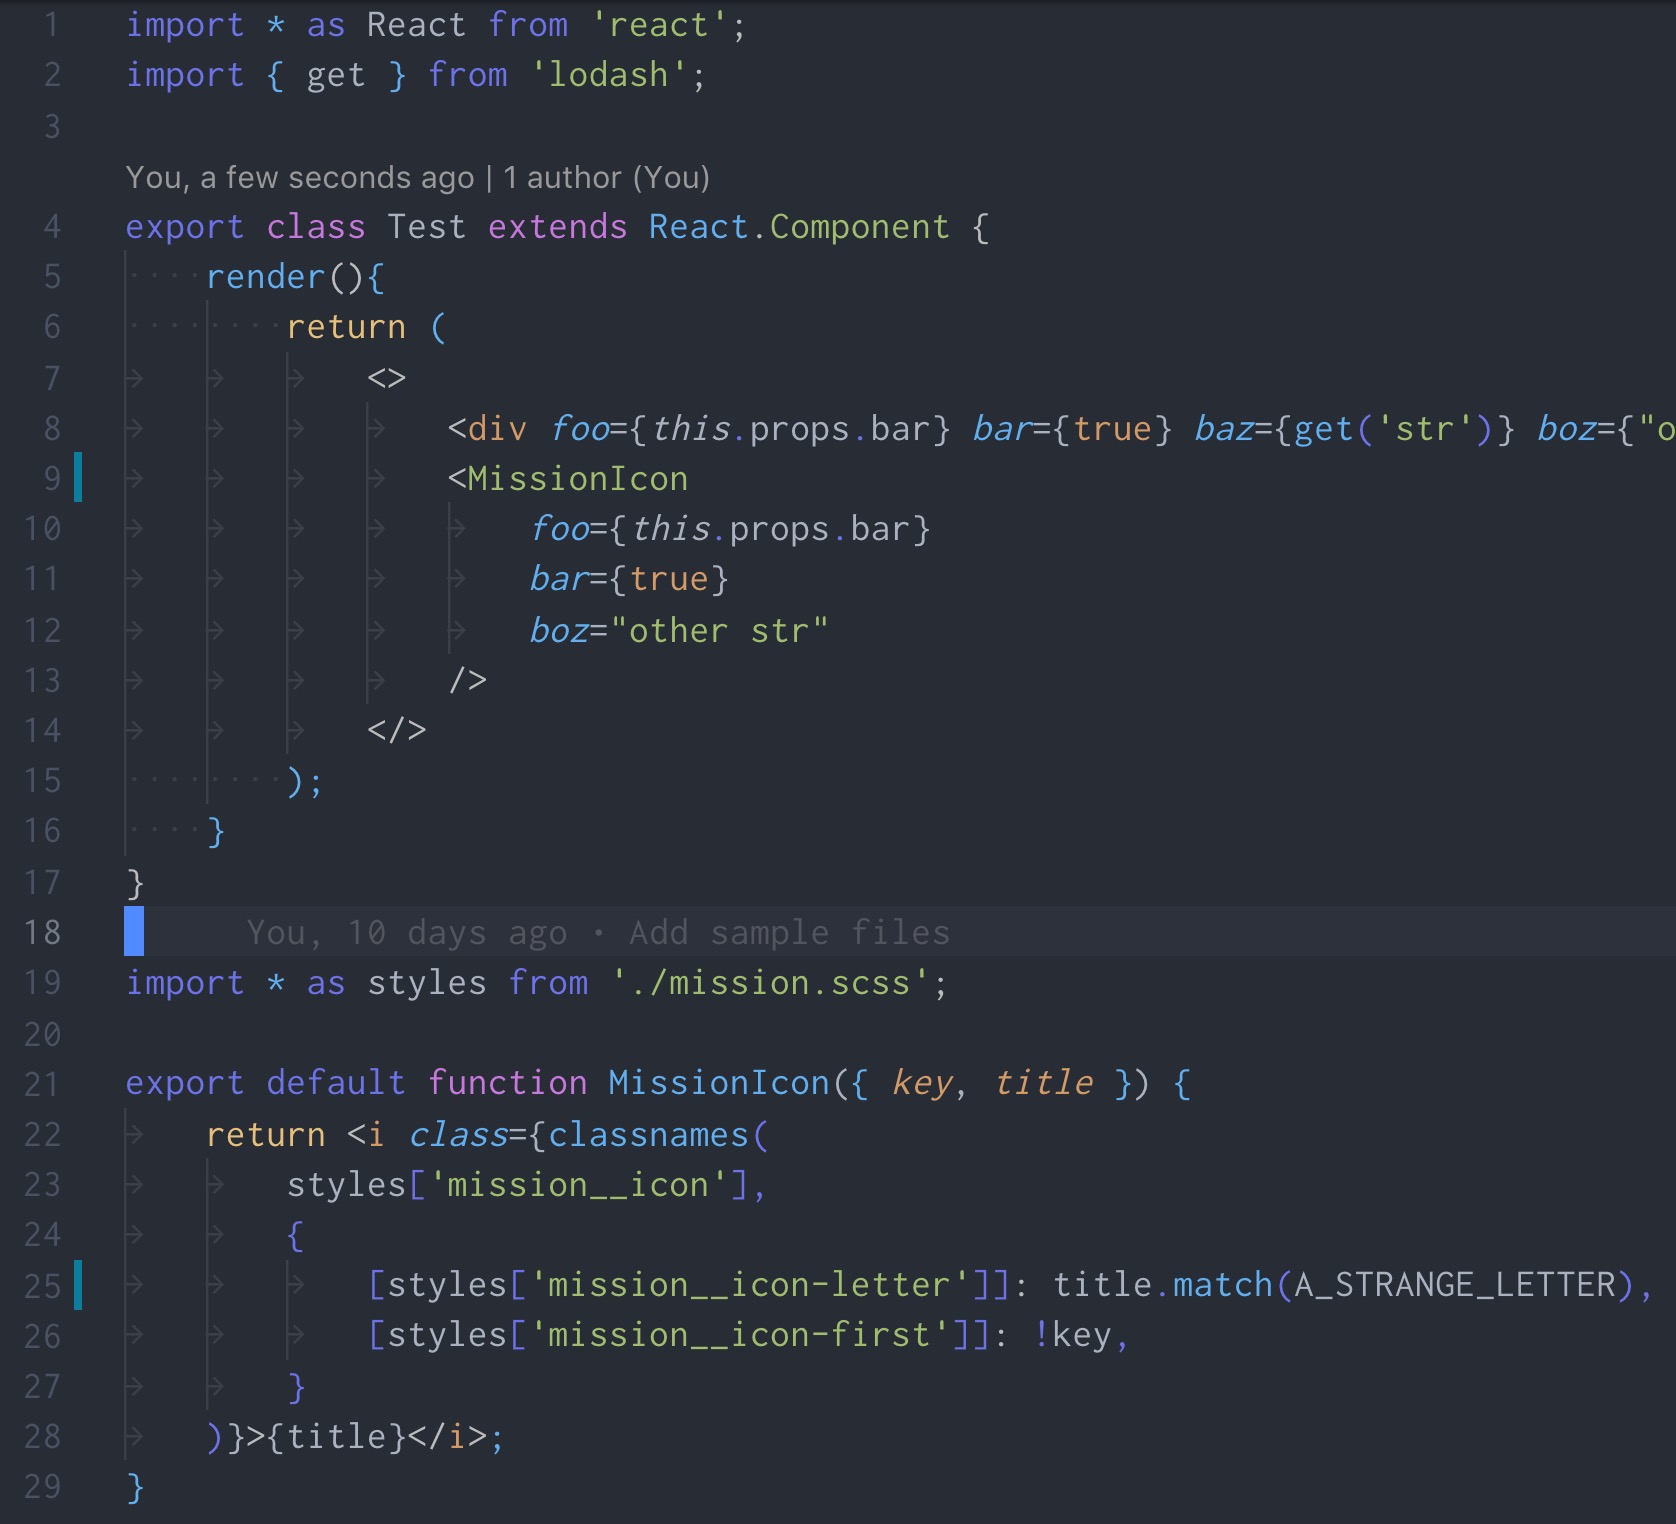 1 import * as React from 'react';
2 import { get } from 'lodash';
3
You, a few seconds ago | 1 author (You)
4 export class Test extends React.Component {
5 ····render(){
6 ········return (
7 → → → <>
8 → → → → <div foo={this.props.bar} bar={true} baz={get('str')} boz={"o
9 → → → → <MissionIcon
10 → → → → → foo={this.props.bar}
11 → → → → → bar={true}
12 → → → → → boz="other str"
13 → → → → />
14 → → → </>
15 ········);
16 ····}
17 }
18 You, 10 days ago • Add sample files
19 import * as styles from './mission.scss';
20
21 export default function MissionIcon({ key, title }) {
22 → return <i class={classnames(
23 → → styles['mission__icon'],
24 → → {
25 → → → [styles['mission__icon-letter']]: title.match(A_STRANGE_LETTER),
26 → → → [styles['mission__icon-first']]: !key,
27 → → }
28 → )}>{title}</i>;
29 }